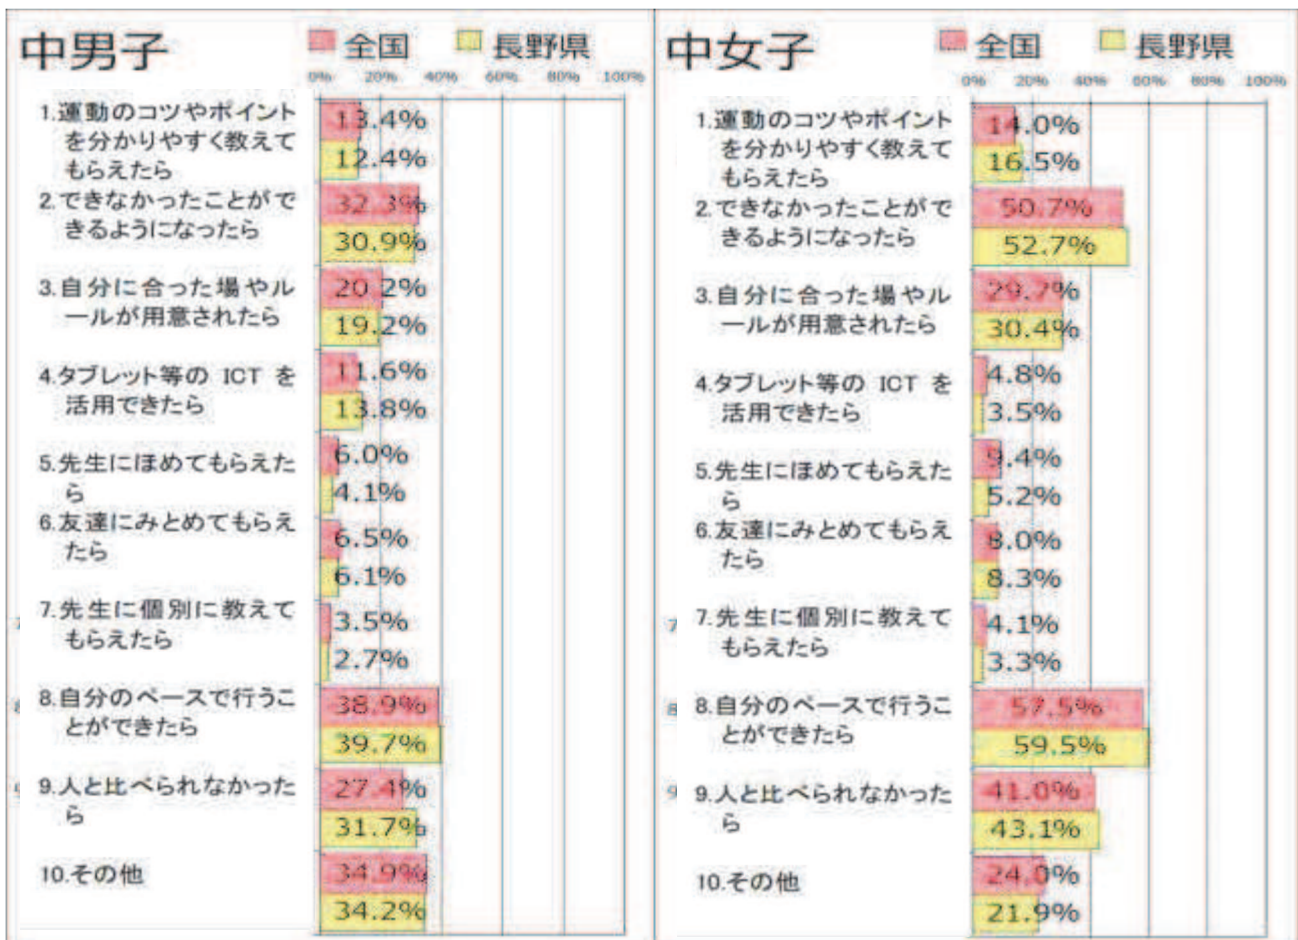 中男子
全国 長野県
0% 20% 40% 60% 80% 100%
1.運動のコツやポイント
を分かりやすく教えて
もらえたら
13.4%
12.4%
2.できなかったことがで
きるようになったら
32.3%
30.9%
3.自分に合った場やル
ールが用意されたら
20.2%
19.2%
4.タブレット等の ICT を
活用できたら
11.6%
13.8%
5.先生にほめてもらえた
ら
6.0%
4.1%
6.友達にみとめてもらえ
たら
6.5%
6.1%
7.先生に個別に教えて
もらえたら
3.5%
2.7%
8.自分のペースで行うこ
とができたら
38.9%
39.7%
9.人と比べられなかった
ら
27.4%
31.7%
10.その他
34.9%
34.2%
中女子
全国 長野県
0% 20% 40% 60% 80% 100%
1.運動のコツやポイント
を分かりやすく教えて
もらえたら
14.0%
16.5%
2.できなかったことがで
きるようになったら
50.7%
52.7%
3.自分に合った場やル
ールが用意されたら
29.7%
30.4%
4.タブレット等の ICT を
活用できたら
4.8%
3.5%
5.先生にほめてもらえた
ら
9.4%
5.2%
6.友達にみとめてもらえ
たら
8.0%
8.3%
7
7.先生に個別に教えて
もらえたら
4.1%
3.3%
8
8.自分のペースで行うこ
とができたら
57.5%
59.5%
9
9.人と比べられなかった
ら
41.0%
43.1%
10.その他
24.0%
21.9%